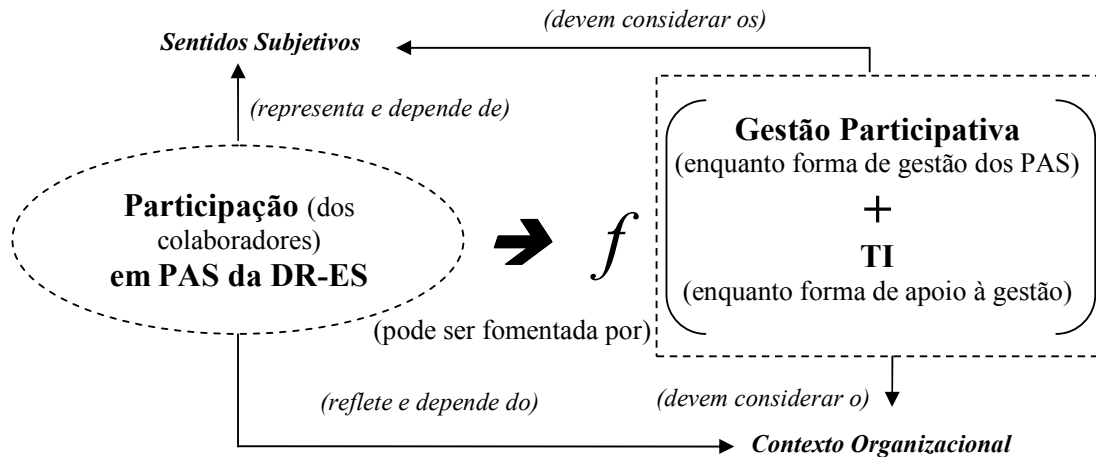 (devem considerar os)
Sentidos Subjetivos
(representa e depende de)
Participação (dos
colaboradores)
em PAS da DR-ES
f
(pode ser fomentada por)
Gestão Participativa
(enquanto forma de gestão dos PAS)
+
TI
(enquanto forma de apoio à gestão)
(reflete e depende do)
(devem considerar o)
Contexto Organizacional